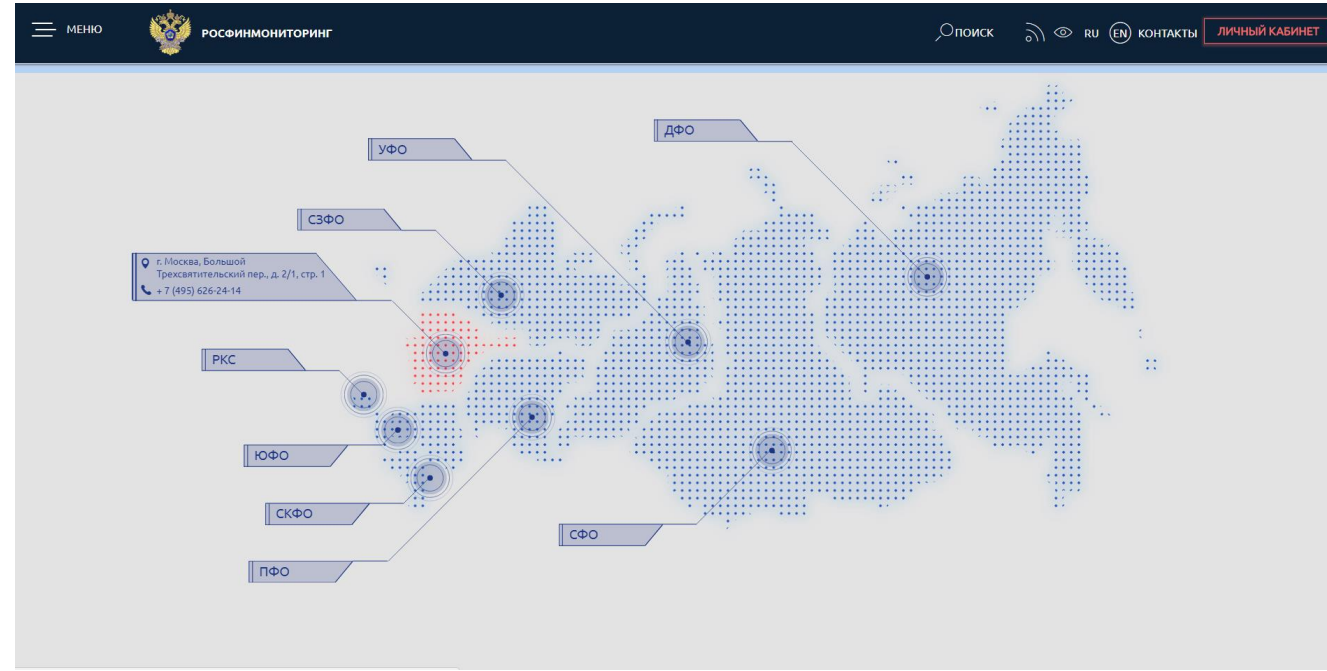 МЕНЮ
РОСФИНМОНИТОРИНГ
ПОИСК
RU
EN
КОНТАКТЫ
ЛИЧНЫЙ КАБИНЕТ
ДФО
УФО
СЗФО
г. Москва, Большой
Трехсвятительский пер., д. 2/1, стр. 1
+ 7 (495) 626-24-14
РКС
ЮФО
СКФО
СФО
ПФО